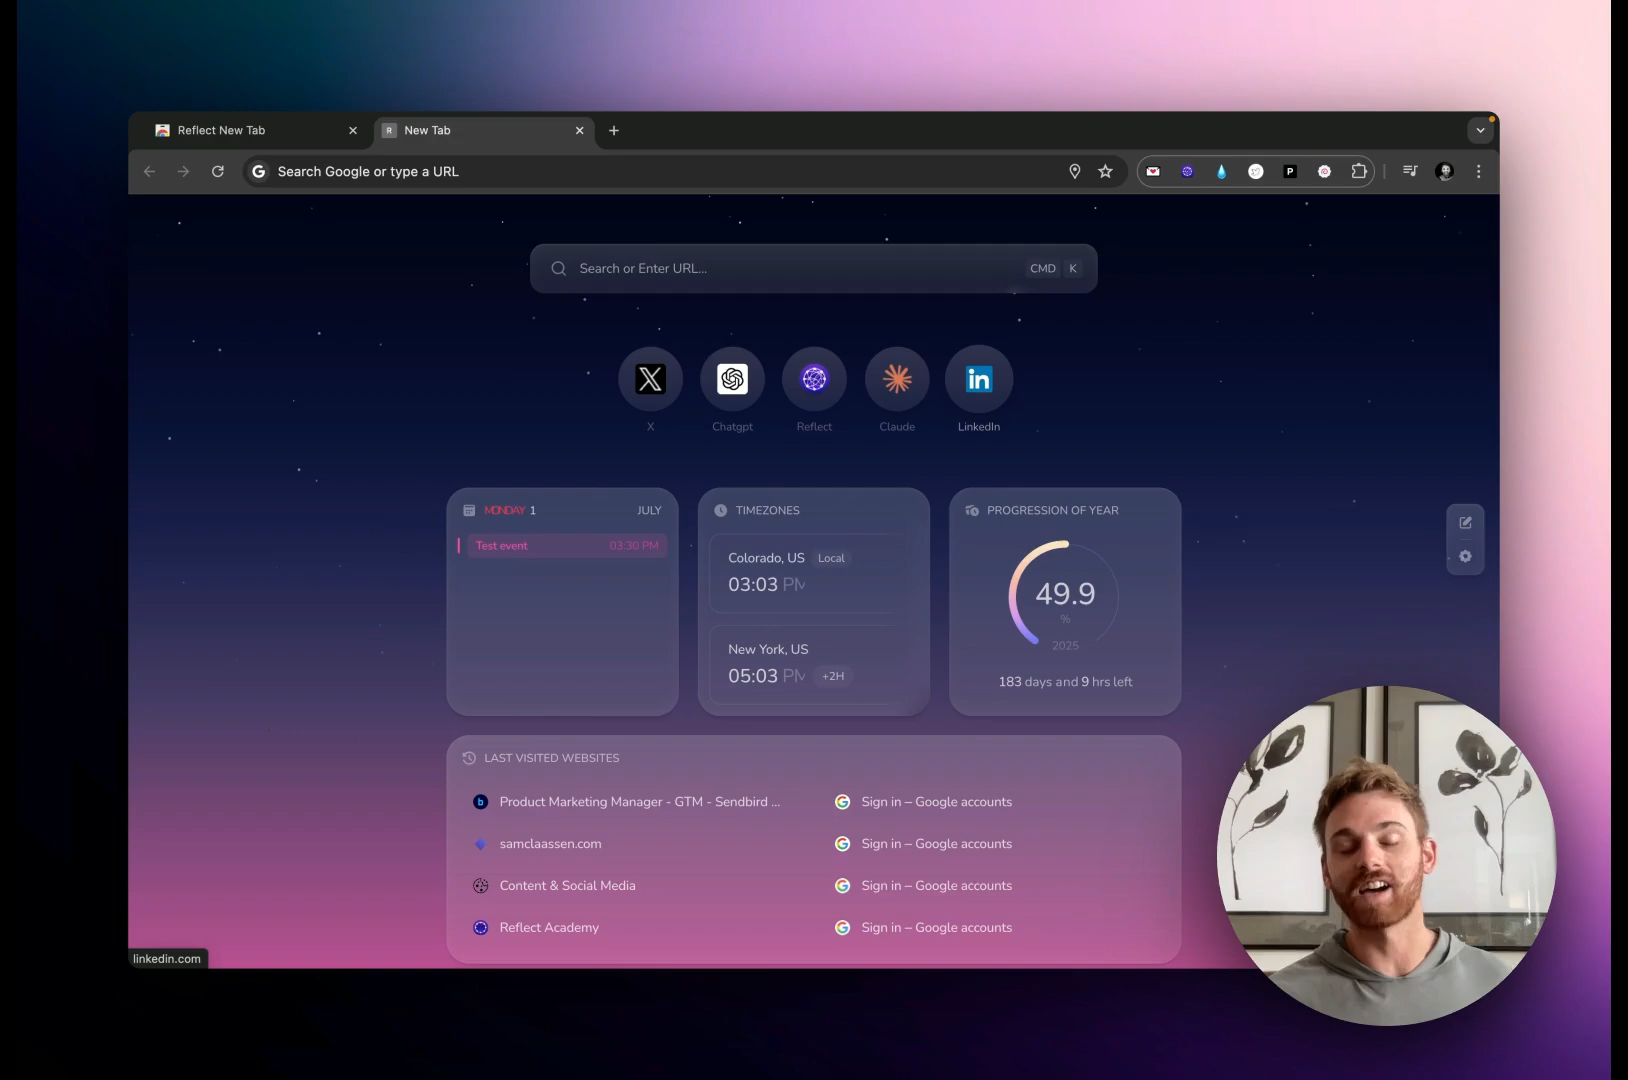 Reflect New Tab
R New Tab
Search Google or type a URL
P
Search or Enter URL...
CMD K
X
Chatgpt
Reflect
Claude
in
LinkedIn
MONDAY 1 JULY
Test event 03:30 PM
TIMEZONES
Colorado, US Local
03:03 PM
New York, US
05:03 PM +2H
PROGRESSION OF YEAR
49.9
%
2025
183 days and 9 hrs left
LAST VISITED WEBSITES
b Product Marketing Manager - GTM - Sendbird ...
samclaassen.com
Content & Social Media
Reflect Academy
Sign in – Google accounts
Sign in – Google accounts
Sign in – Google accounts
Sign in – Google accounts
linkedin.com